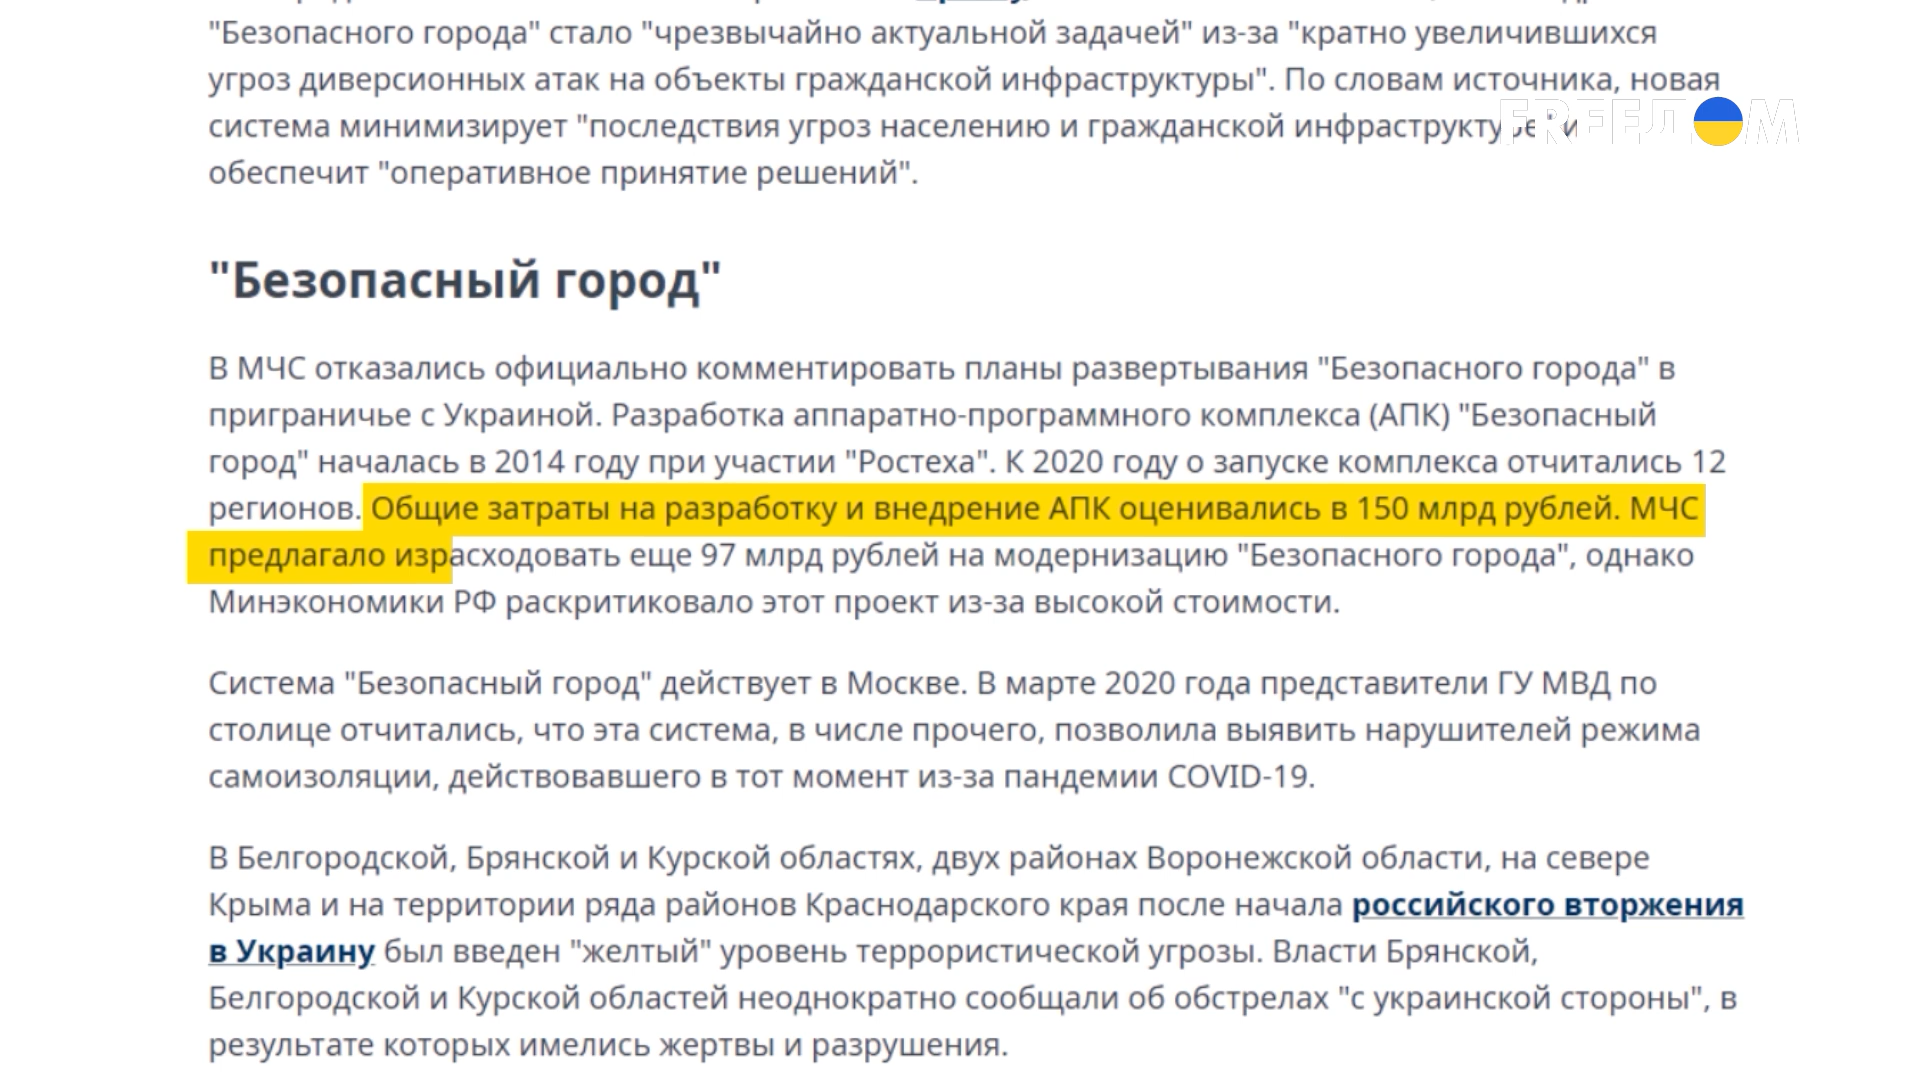 "Безопасного города" стало "чрезвычайно актуальной задачей" из-за "кратно увеличившихся
угроз диверсионных атак на объекты гражданской инфраструктуры". По словам источника, новая
система минимизирует "последствия угроз населению и гражданской инфраструктуре и
обеспечит "оперативное принятие решений".
FREEДOM
"Безопасный город"
В МЧС отказались официально комментировать планы развертывания "Безопасного города" в
приграничье с Украиной. Разработка аппаратно-программного комплекса (АПК) "Безопасный
город" началась в 2014 году при участии "Ростеха". К 2020 году о запуске комплекса отчитались 12
регионов. Общие затраты на разработку и внедрение АПК оценивались в 150 млрд рублей. МЧС
предлагало израсходовать еще 97 млрд рублей на модернизацию "Безопасного города", однако
Минэкономики РФ раскритиковало этот проект из-за высокой стоимости.
Система "Безопасный город" действует в Москве. В марте 2020 года представители ГУ МВД по
столице отчитались, что эта система, в числе прочего, позволила выявить нарушителей режима
самоизоляции, действовавшего в тот момент из-за пандемии COVID-19.
В Белгородской, Брянской и Курской областях, двух районах Воронежской области, на севере
Крыма и на территории ряда районов Краснодарского края после начала российского вторжения
в Украину был введен "желтый" уровень террористической угрозы. Власти Брянской,
Белгородской и Курской областей неоднократно сообщали об обстрелах "с украинской стороны", в
результате которых имелись жертвы и разрушения.